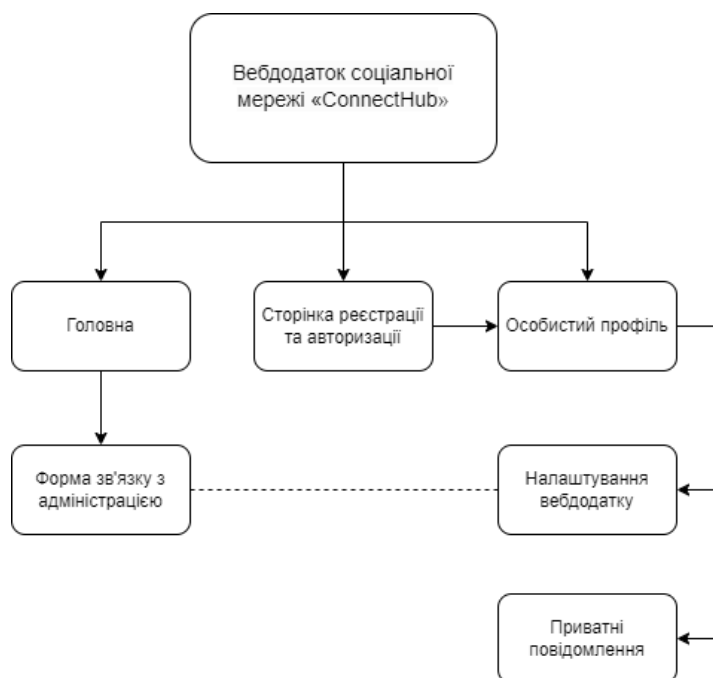 Вебдодаток соціальної
мережі «ConnectHub»
Головна
Сторінка реєстрації
та авторизації
Особистий профіль
Форма зв'язку з
адміністрацією
Налаштування
вебдодатку
Приватні
повідомлення